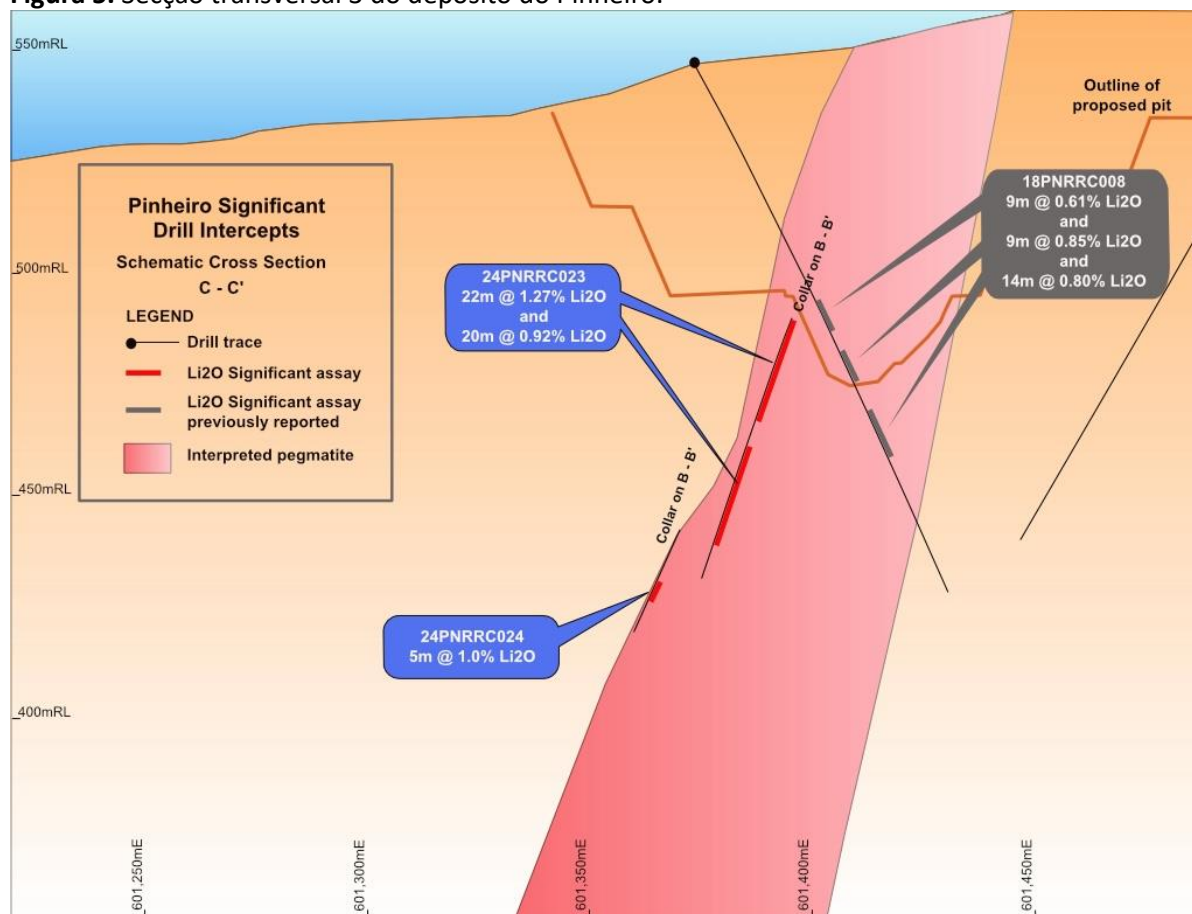 Figura 3. Secção transversal 3 do depósito do Pinheiro.
550mRL
Outline of
proposed pit
Pinheiro Significant
Drill Intercepts
Schematic Cross Section
C - C'
LEGEND
Drill trace
Li2O Significant assay
Li2O Significant assay
previously reported
Interpreted pegmatite
18PNRRC008
9m @ 0.61% Li2O
and
9m @ 0.85% Li2O
and
14m @ 0.80% Li2O
500mRL
24PNRRC023
22m @ 1.27% Li2O
and
20m @ 0.92% Li2O
Collar on B - B'
450mRL
Collar on B - B'
24PNRRC024
5m @ 1.0% Li2O
400mRL
601,250mE
601,300mE
601,350mE
601,400mE
601,450mE